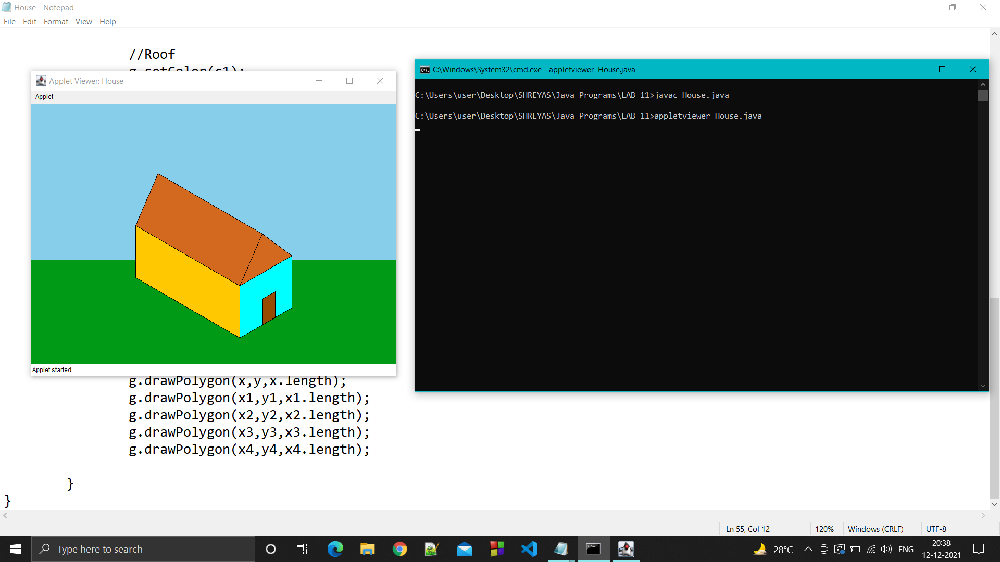 House - Notepad
File Edit Format View Help
//Roof
g.setColor(c1);
Applet Viewer: House
Applet
Applet started.
g.drawPolygon(x,y,x.length);
g.drawPolygon(x1,y1,x1.length);
g.drawPolygon(x2,y2,x2.length);
g.drawPolygon(x3,y3,x3.length);
g.drawPolygon(x4,y4,x4.length);
}
}
C:\Windows\System32\cmd.exe - appletviewer  House.java
C:\Users\user\Desktop\SHREYAS\Java Programs\LAB 11>javac House.java
C:\Users\user\Desktop\SHREYAS\Java Programs\LAB 11>appletviewer House.java
Ln 55, Col 12 120% Windows (CRLF) UTF-8
Type here to search
28°C
ENG
20:38
12-12-2021